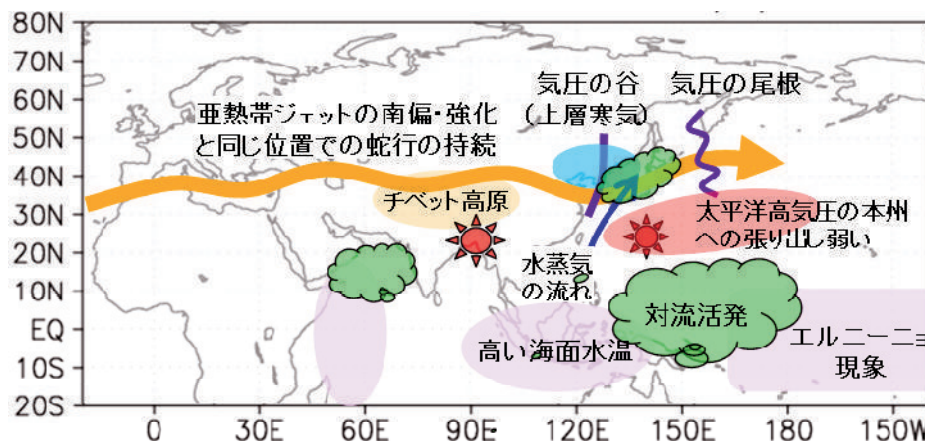 80N
70N
60N
50N
40N
30N
20N
10N
EQ
10S
20S
亜熱帯ジェットの南偏・強化
と同じ位置での蛇行の持続
気圧の谷
（上層寒気）
気圧の尾根
チベット高原
太平洋高気圧の本州
への張り出し弱い
水蒸気
の流れ
対流活発
高い海面水温
エルニーニョ
現象
0
30E
60E
90E
120E
150E
180
150W